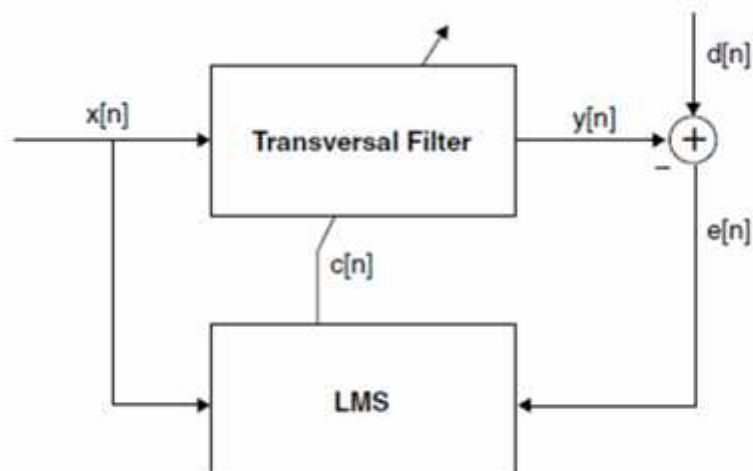 d[n]
x[n]
Transversal Filter
y[n]
+
−
e[n]
c[n]
LMS